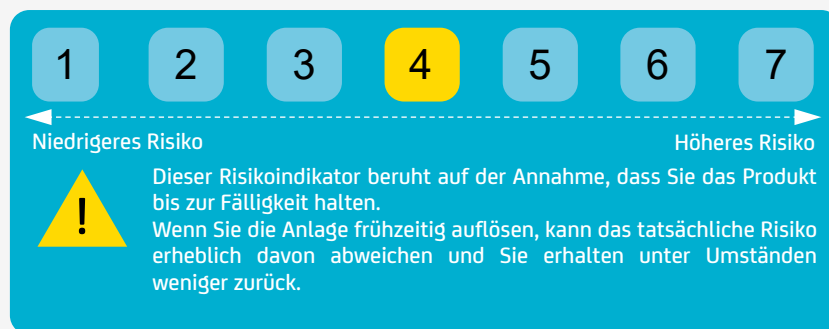 1 2 3 4 5 6 7
Niedrigeres Risiko Höheres Risiko
Dieser Risikoindikator beruht auf der Annahme, dass Sie das Produkt
bis zur Fälligkeit halten.
!
Wenn Sie die Anlage frühzeitig auflösen, kann das tatsächliche Risiko
erheblich davon abweichen und Sie erhalten unter Umständen
weniger zurück.